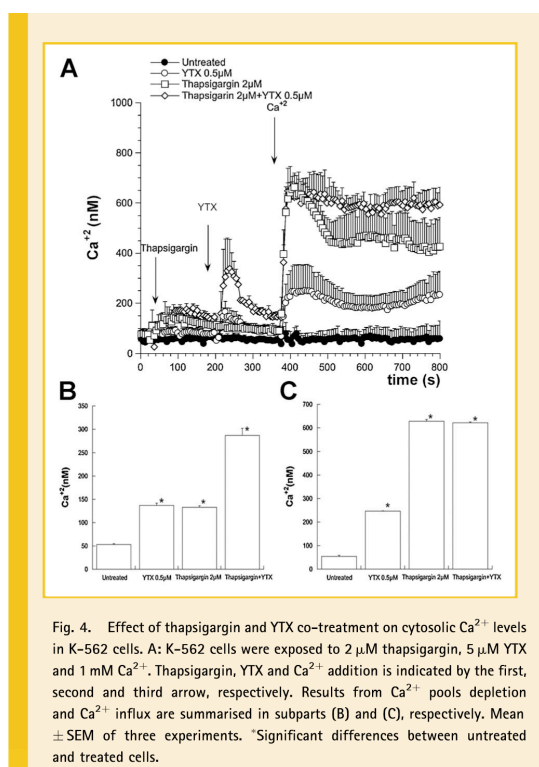 A
Untreated
YTX 0.5µM
Thapsigargin 2µM
Thapsigarin 2µM+YTX 0.5µM
Ca+2
1000
800
600
400
200
0
Ca+2 (nM)
YTX
Thapsigargin
0 100 200 300 400 500 600 700 800
time (s)
B
350
300
250
200
150
100
50
0
Ca+2(nM)
* * *
Untreated YTX 0.5µM Thapsigargin 2µM Thapsigargin+YTX
C
700
600
500
400
300
200
100
0
Ca+2(nM)
* * *
Untreated YTX 0.5µM Thapsigargin 2µM Thapsigargin+YTX
Fig. 4. Effect of thapsigargin and YTX co-treatment on cytosolic Ca2+ levels
in K-562 cells. A: K-562 cells were exposed to 2 µM thapsigargin, 5 µM YTX
and 1 mM Ca2+. Thapsigargin, YTX and Ca2+ addition is indicated by the first,
second and third arrow, respectively. Results from Ca2+ pools depletion
and Ca2+ influx are summarised in subparts (B) and (C), respectively. Mean
± SEM of three experiments. *Significant differences between untreated
and treated cells.